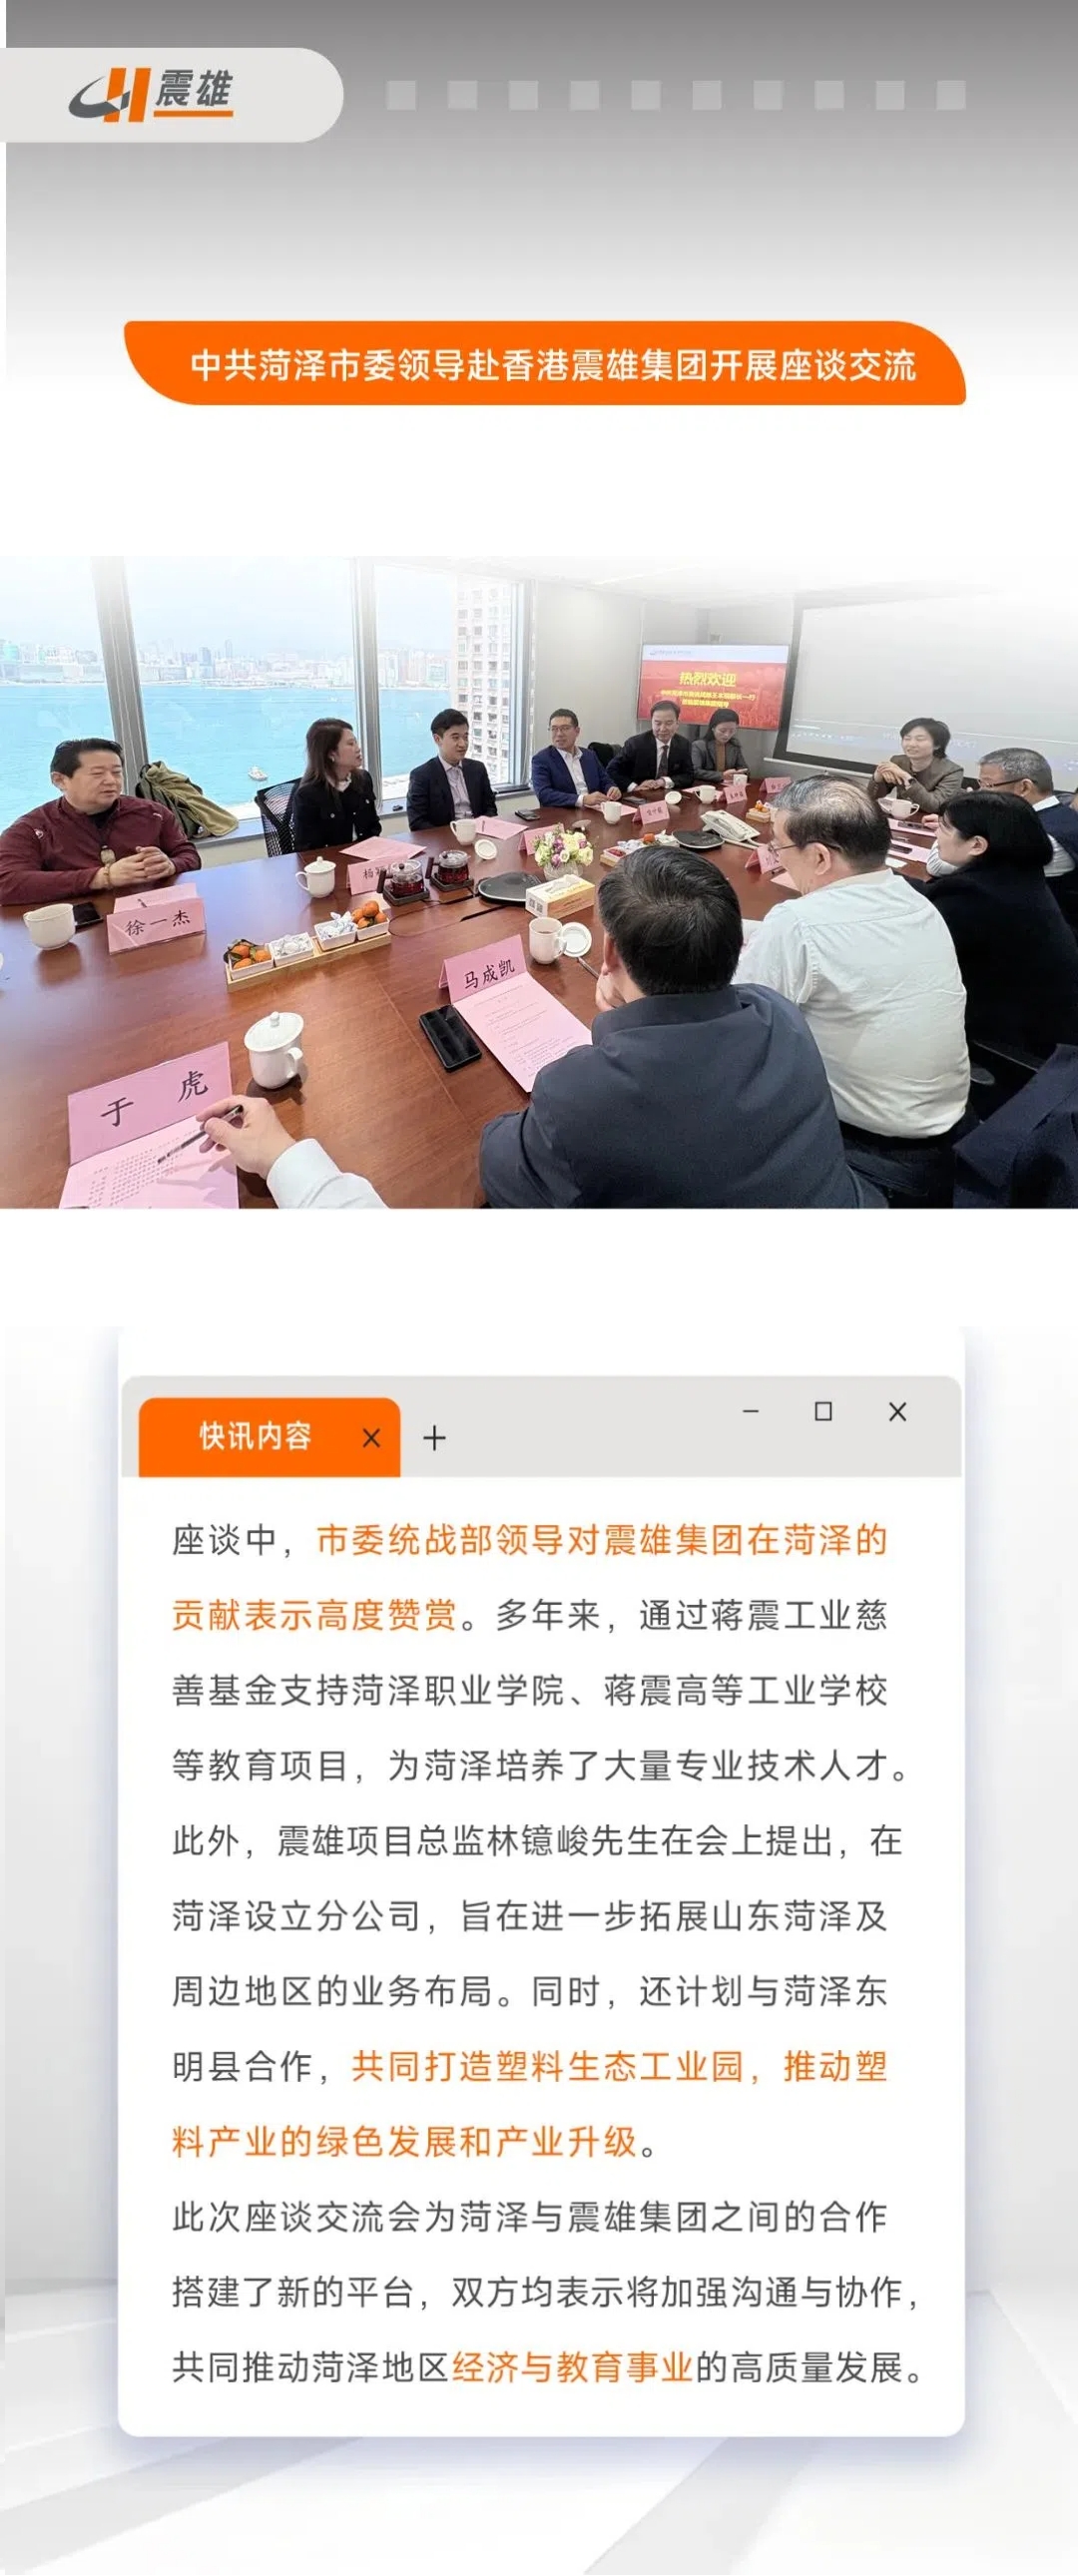 震雄
中共菏泽市委领导赴香港震雄集团开展座谈交流
热烈欢迎
徐一杰
杨
马成凯
于 虎
快讯内容
座谈中，市委统战部领导对震雄集团在菏泽的
贡献表示高度赞赏。多年来，通过蒋震工业慈
善基金支持菏泽职业学院、蒋震高等工业学校
等教育项目，为菏泽培养了大量专业技术人才。
此外，震雄项目总监林镱峻先生在会上提出，在
菏泽设立分公司，旨在进一步拓展山东菏泽及
周边地区的业务布局。同时，还计划与菏泽东
明县合作，共同打造塑料生态工业园，推动塑
料产业的绿色发展和产业升级。
此次座谈交流会为菏泽与震雄集团之间的合作
搭建了新的平台，双方均表示将加强沟通与协作，
共同推动菏泽地区经济与教育事业的高质量发展。